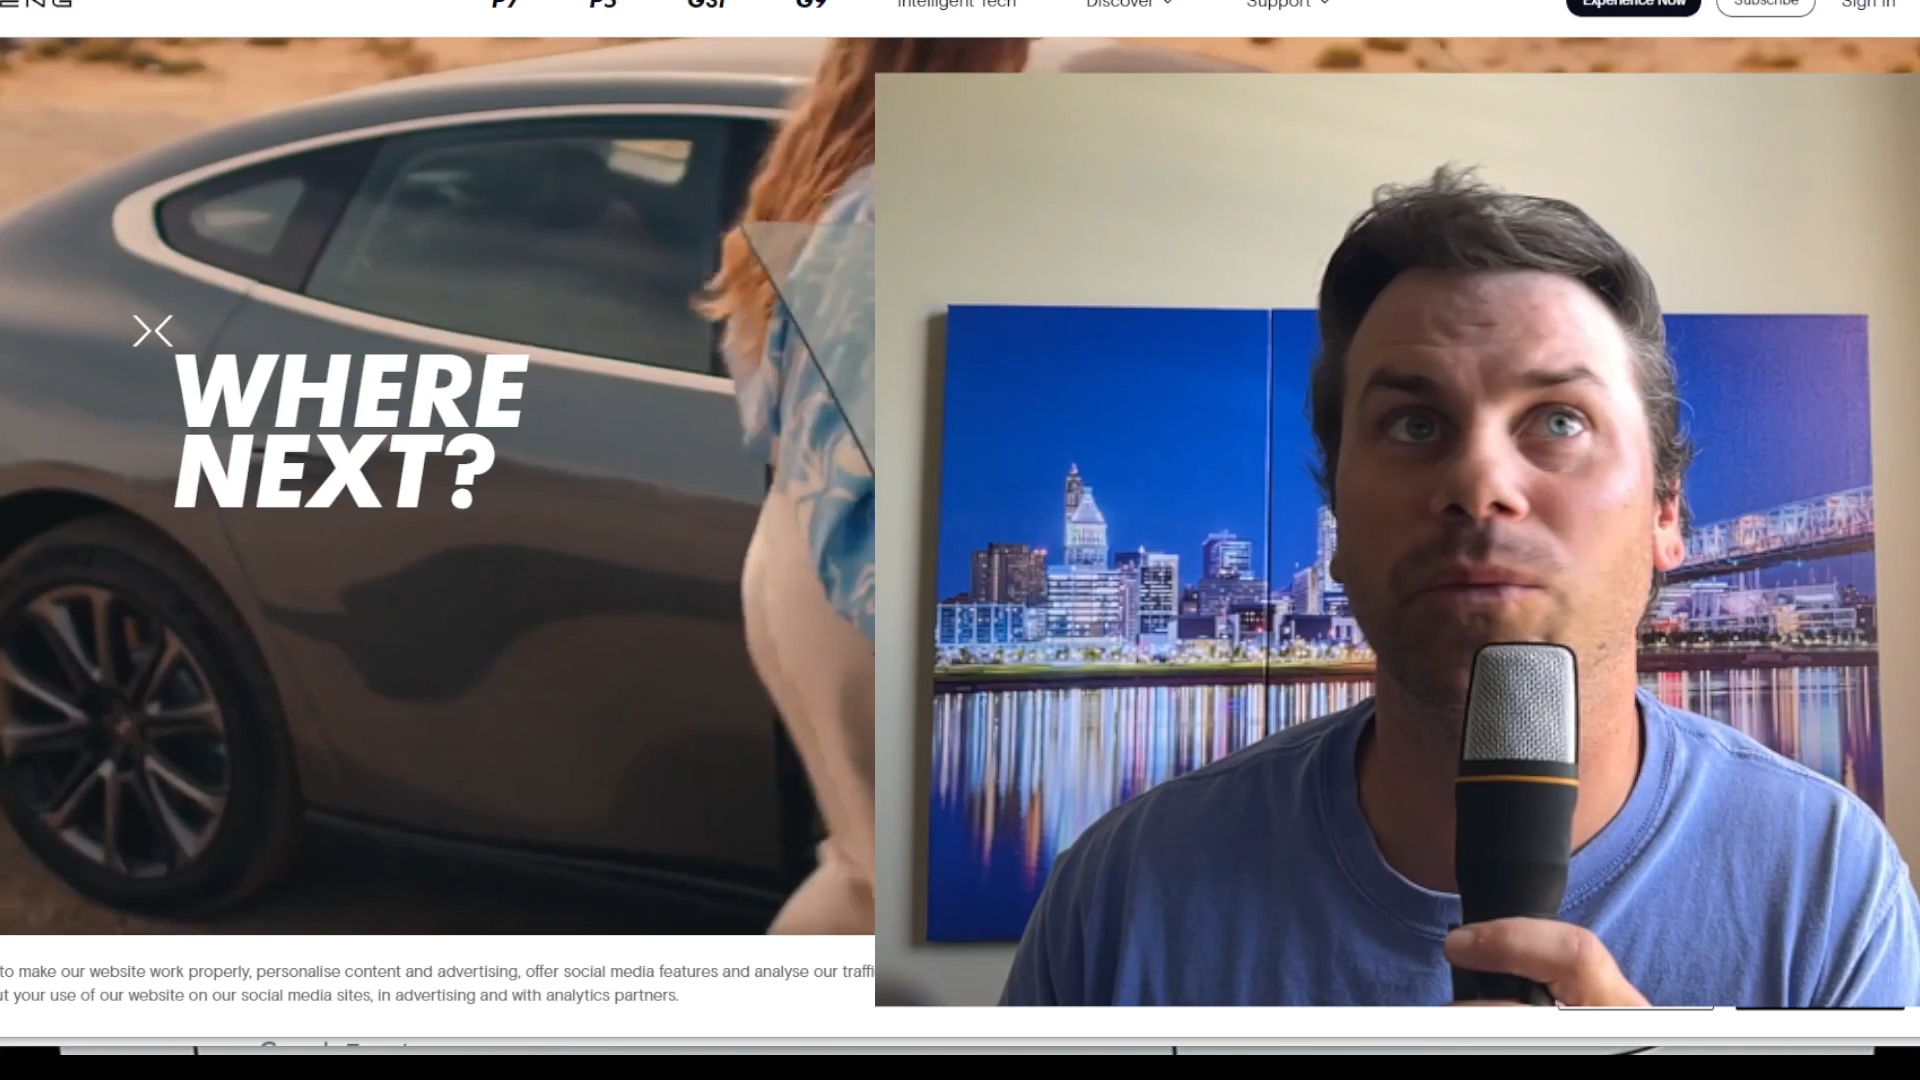 ENG
P7 P5 G3i G9 Intelligent Tech Discover Support Experience Now Subscribe Sign In
WHERE
NEXT?
to make our website work properly, personalise content and advertising, offer social media features and analyse our traffi
ut your use of our website on our social media sites, in advertising and with analytics partners.